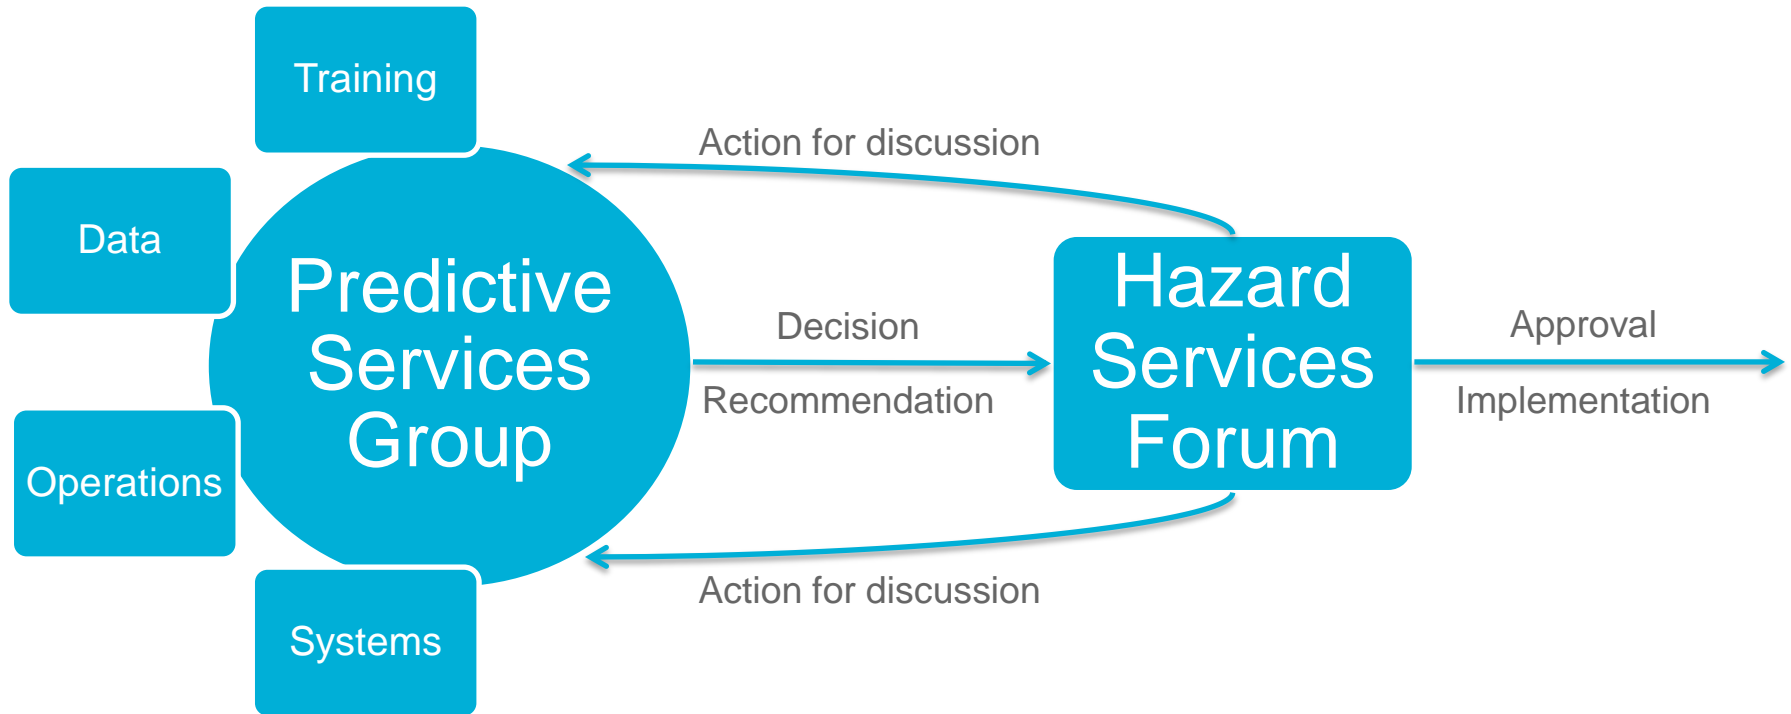 Training
Data
Operations
Systems
Predictive
Services
Group
Action for discussion
Decision
Recommendation
Action for discussion
Hazard
Services
Forum
Approval
Implementation